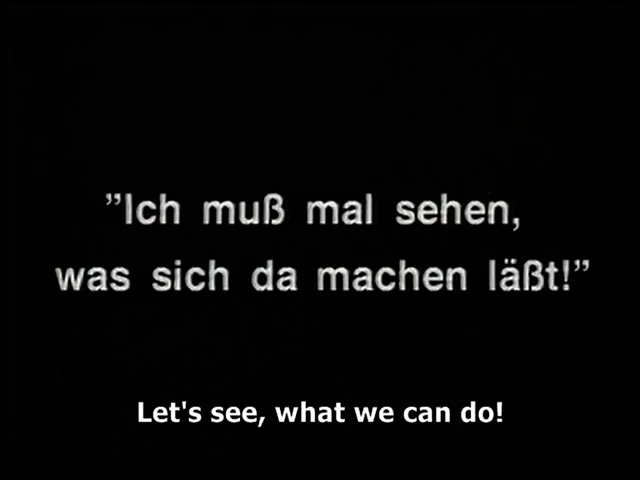 ”Ich muß mal sehen,
was sich da machen läßt!”
Let's see, what we can do!